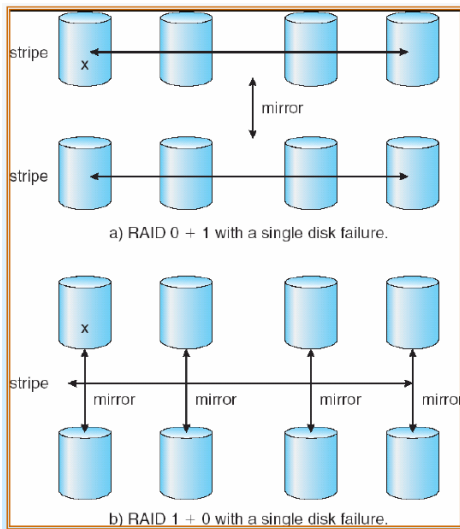 stripe
x
mirror
stripe
a) RAID 0 + 1 with a single disk failure.
x
stripe
mirror mirror mirror mirror
b) RAID 1 + 0 with a single disk failure.